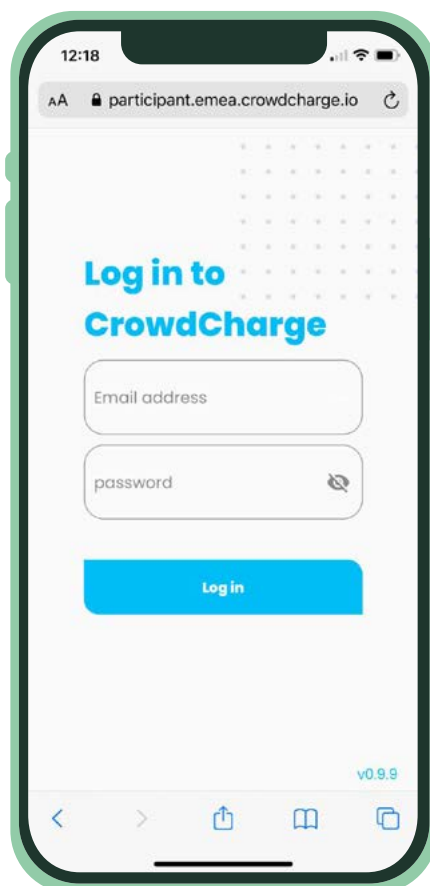 12:18
AA participant.emea.crowdcharge.io
Log in to
CrowdCharge
Email address
password
Log in
v0.9.9